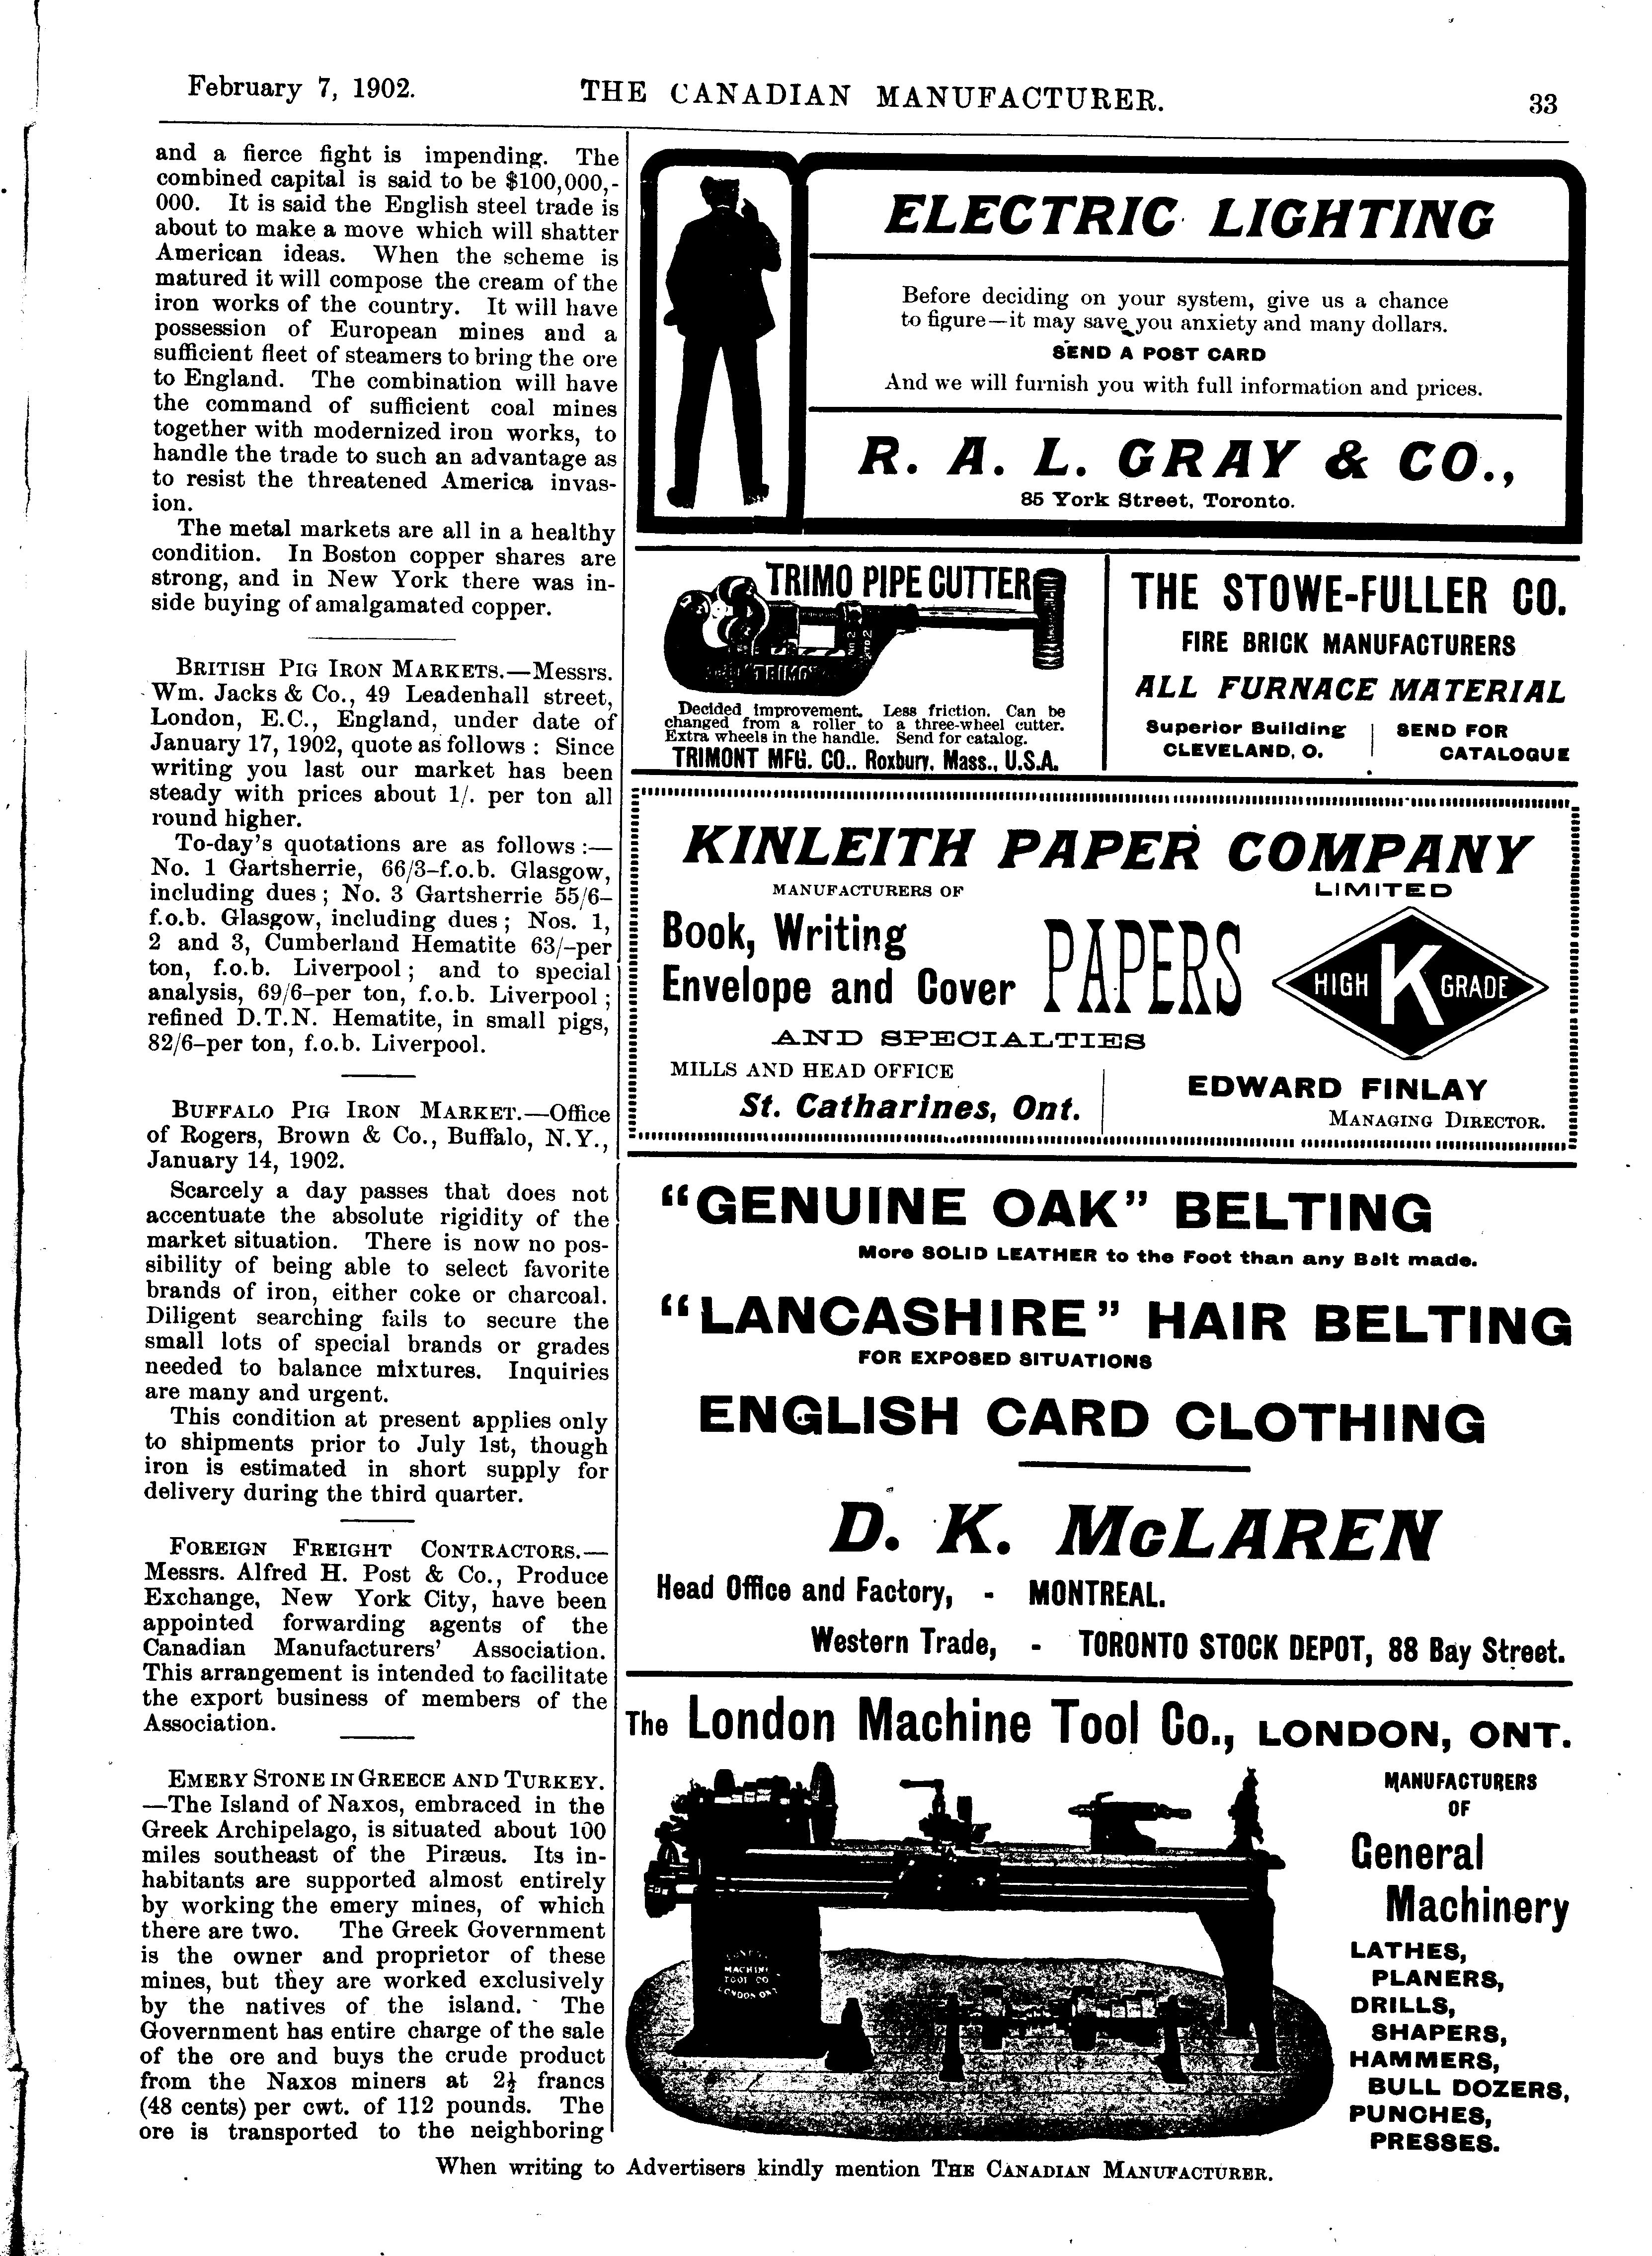 February 7, 1902.
THE CANADIAN MANUFACTURER.
33
and a fierce fight is impending. The
combined capital is said to be $100,000,-
000. It is said the English steel trade is
about to make a move which will shatter
American ideas. When the scheme is
matured it will compose the cream of the
iron works of the country. It will have
possession of European mines and a
sufficient fleet of steamers to bring the ore
to England. The combination will have
the command of sufficient coal mines
together with modernized iron works, to
handle the trade to such an advantage as
to resist the threatened America invas-
ion.
The metal markets are all in a healthy
condition. In Boston copper shares are
strong, and in New York there was in-
side buying of amalgamated copper.
BRITISH PIG IRON MARKETS.—Messrs.
Wm. Jacks & Co., 49 Leadenhall street,
London, E.C., England, under date of
January 17, 1902, quote as follows : Since
writing you last our market has been
steady with prices about 1/. per ton all
round higher.
To-day's quotations are as follows :—
No. 1 Gartsherrie, 66/3-f.o.b. Glasgow,
including dues ; No. 3 Gartsherrie 55/6-
f.o.b. Glasgow, including dues ; Nos. 1,
2 and 3, Cumberland Hematite 63/-per
ton, f.o.b. Liverpool ; and to special
analysis, 69/6-per ton, f.o.b. Liverpool ;
refined D.T.N. Hematite, in small pigs,
82/6-per ton, f.o.b. Liverpool.
BUFFALO PIG IRON MARKET.—Office
of Rogers, Brown & Co., Buffalo, N.Y.,
January 14, 1902.
Scarcely a day passes that does not
accentuate the absolute rigidity of the
market situation. There is now no pos-
sibility of being able to select favorite
brands of iron, either coke or charcoal.
Diligent searching fails to secure the
small lots of special brands or grades
needed to balance mixtures. Inquiries
are many and urgent.
This condition at present applies only
to shipments prior to July 1st, though
iron is estimated in short supply for
delivery during the third quarter.
FOREIGN FREIGHT CONTRACTORS.—
Messrs. Alfred H. Post & Co., Produce
Exchange, New York City, have been
appointed forwarding agents of the
Canadian Manufacturers' Association.
This arrangement is intended to facilitate
the export business of members of the
Association.
EMERY STONE IN GREECE AND TURKEY.
—The Island of Naxos, embraced in the
Greek Archipelago, is situated about 100
miles southeast of the Piræus. Its in-
habitants are supported almost entirely
by working the emery mines, of which
there are two. The Greek Government
is the owner and proprietor of these
mines, but they are worked exclusively
by the natives of the island. The
Government has entire charge of the sale
of the ore and buys the crude product
from the Naxos miners at 2½ francs
(48 cents) per cwt. of 112 pounds. The
ore is transported to the neighboring
ELECTRIC LIGHTING
Before deciding on your system, give us a chance
to figure—it may save you anxiety and many dollars.
SEND A POST CARD
And we will furnish you with full information and prices.
R. A. L. GRAY & CO.,
85 York Street, Toronto.
TRIMO PIPE CUTTER
TRIMO
Decided improvement. Less friction. Can be
changed from a roller to a three-wheel cutter.
Extra wheels in the handle. Send for catalog.
TRIMONT MFG. CO., Roxbury, Mass., U.S.A.
THE STOWE-FULLER CO.
FIRE BRICK MANUFACTURERS
ALL FURNACE MATERIAL
Superior Building
CLEVELAND, O.
SEND FOR
CATALOGUE
KINLEITH PAPER COMPANY
LIMITED
MANUFACTURERS OF
Book, Writing
Envelope and Cover
PAPERS
HIGH K GRADE
AND SPECIALTIES
MILLS AND HEAD OFFICE
St. Catharines, Ont.
EDWARD FINLAY
MANAGING DIRECTOR.
"GENUINE OAK" BELTING
More SOLID LEATHER to the Foot than any Belt made.
"LANCASHIRE" HAIR BELTING
FOR EXPOSED SITUATIONS
ENGLISH CARD CLOTHING
D. K. McLAREN
Head Office and Factory, - MONTREAL.
Western Trade, - TORONTO STOCK DEPOT, 88 Bay Street.
The London Machine Tool Co., LONDON, ONT.
MACHINE
TOOL CO
LONDON ONT
MANUFACTURERS
OF
General
Machinery
LATHES,
PLANERS,
DRILLS,
SHAPERS,
HAMMERS,
BULL DOZERS,
PUNCHES,
PRESSES.
When writing to Advertisers kindly mention THE CANADIAN MANUFACTURER.